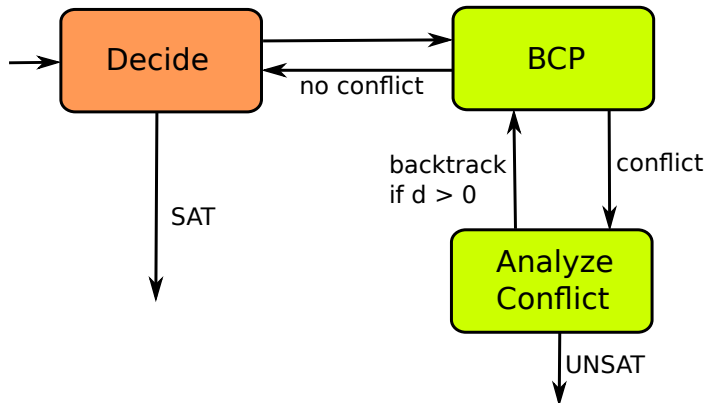 Decide
BCP
no conflict
backtrack
if d > 0
conflict
SAT
Analyze
Conflict
UNSAT